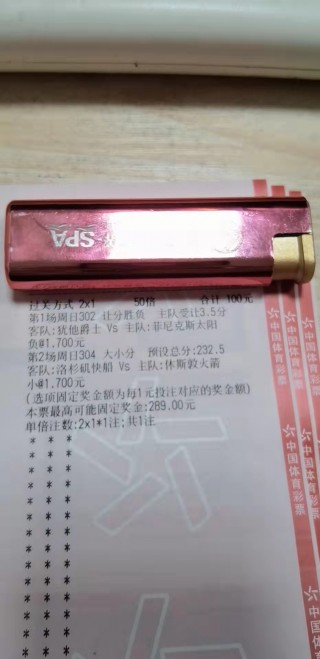 SPA
过关方式 2x1 50倍 合计 100元
第1场周日302 让分胜负 主队受让3.5分
客队:犹他爵士 Vs 主队:菲尼克斯太阳
负@1.700元
第2场周日304 大小分 预设总分:232.5
客队:洛杉矶快船 Vs 主队:休斯敦火箭
小@1.700元
(选项固定奖金额为每1元投注对应的奖金额)
本票最高可能固定奖金:289.00元
单倍注数:2x1*1注;共1注
* * *
* * *
* * *
* * *
* * *
* * *
* * *
* * *
* * *
* * *
* * *
* * *
* * *
* * *
中国体育彩票
中国体育彩票
中国体育彩票
中国体育彩票